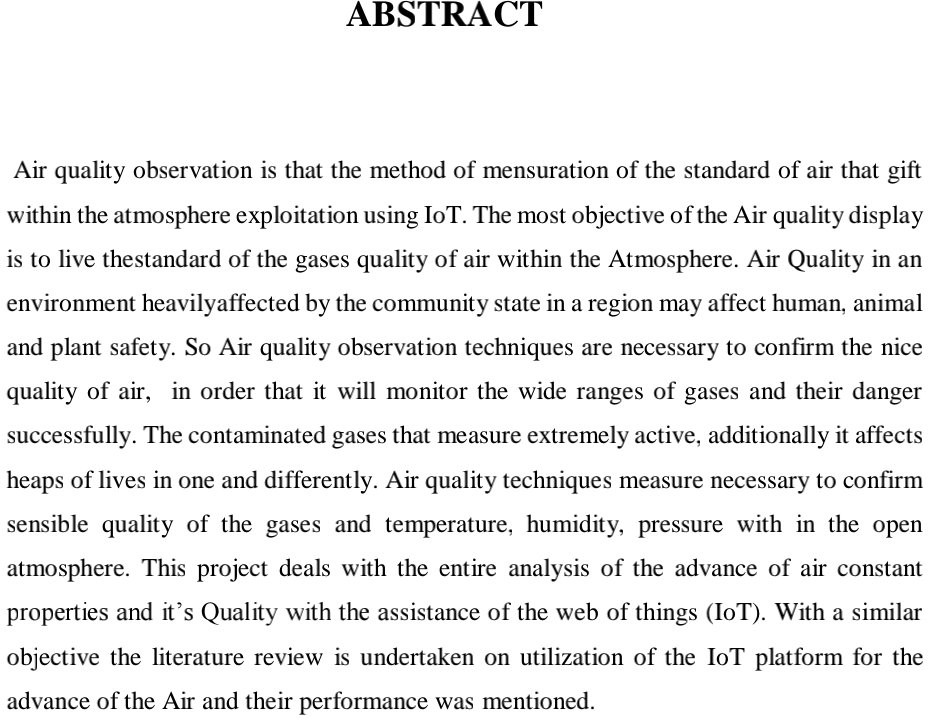 ABSTRACT
Air quality observation is that the method of mensuration of the standard of air that gift
within the atmosphere exploitation using IoT. The most objective of the Air quality display
is to live thestandard of the gases quality of air within the Atmosphere. Air Quality in an
environment heavilyaffected by the community state in a region may affect human, animal
and plant safety. So Air quality observation techniques are necessary to confirm the nice
quality of air, in order that it will monitor the wide ranges of gases and their danger
successfully. The contaminated gases that measure extremely active, additionally it affects
heaps of lives in one and differently. Air quality techniques measure necessary to confirm
sensible quality of the gases and temperature, humidity, pressure with in the open
atmosphere. This project deals with the entire analysis of the advance of air constant
properties and it’s Quality with the assistance of the web of things (IoT). With a similar
objective the literature review is undertaken on utilization of the IoT platform for the
advance of the Air and their performance was mentioned.